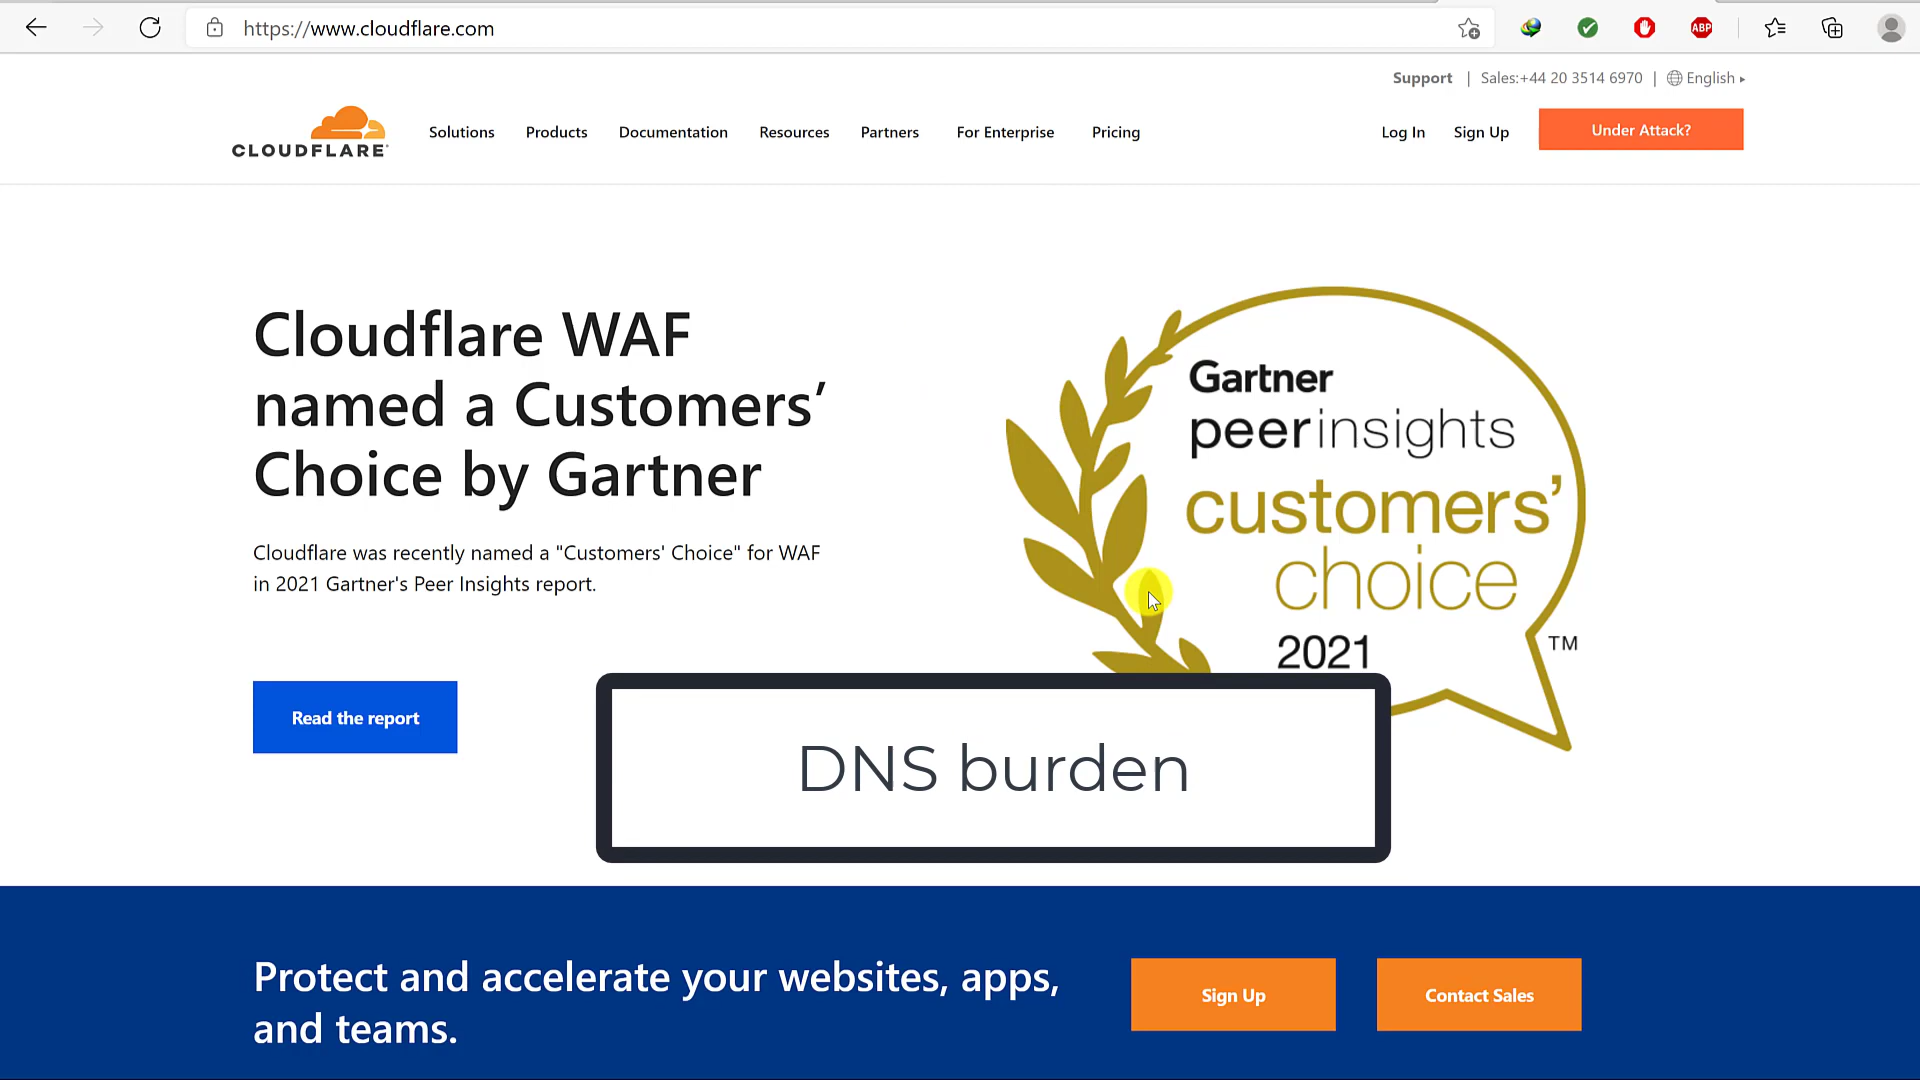 https://www.cloudflare.com
ABP
Support | Sales:+44 20 3514 6970 | English ▸
CLOUDFLARE
Solutions Products Documentation Resources Partners For Enterprise Pricing Log In Sign Up Under Attack?
Cloudflare WAF
named a Customers’
Choice by Gartner
Cloudflare was recently named a "Customers' Choice" for WAF
in 2021 Gartner's Peer Insights report.
Read the report
Gartner
peerinsights
customers’
choice
2021
TM
DNS burden
Protect and accelerate your websites, apps,
and teams.
Sign Up
Contact Sales